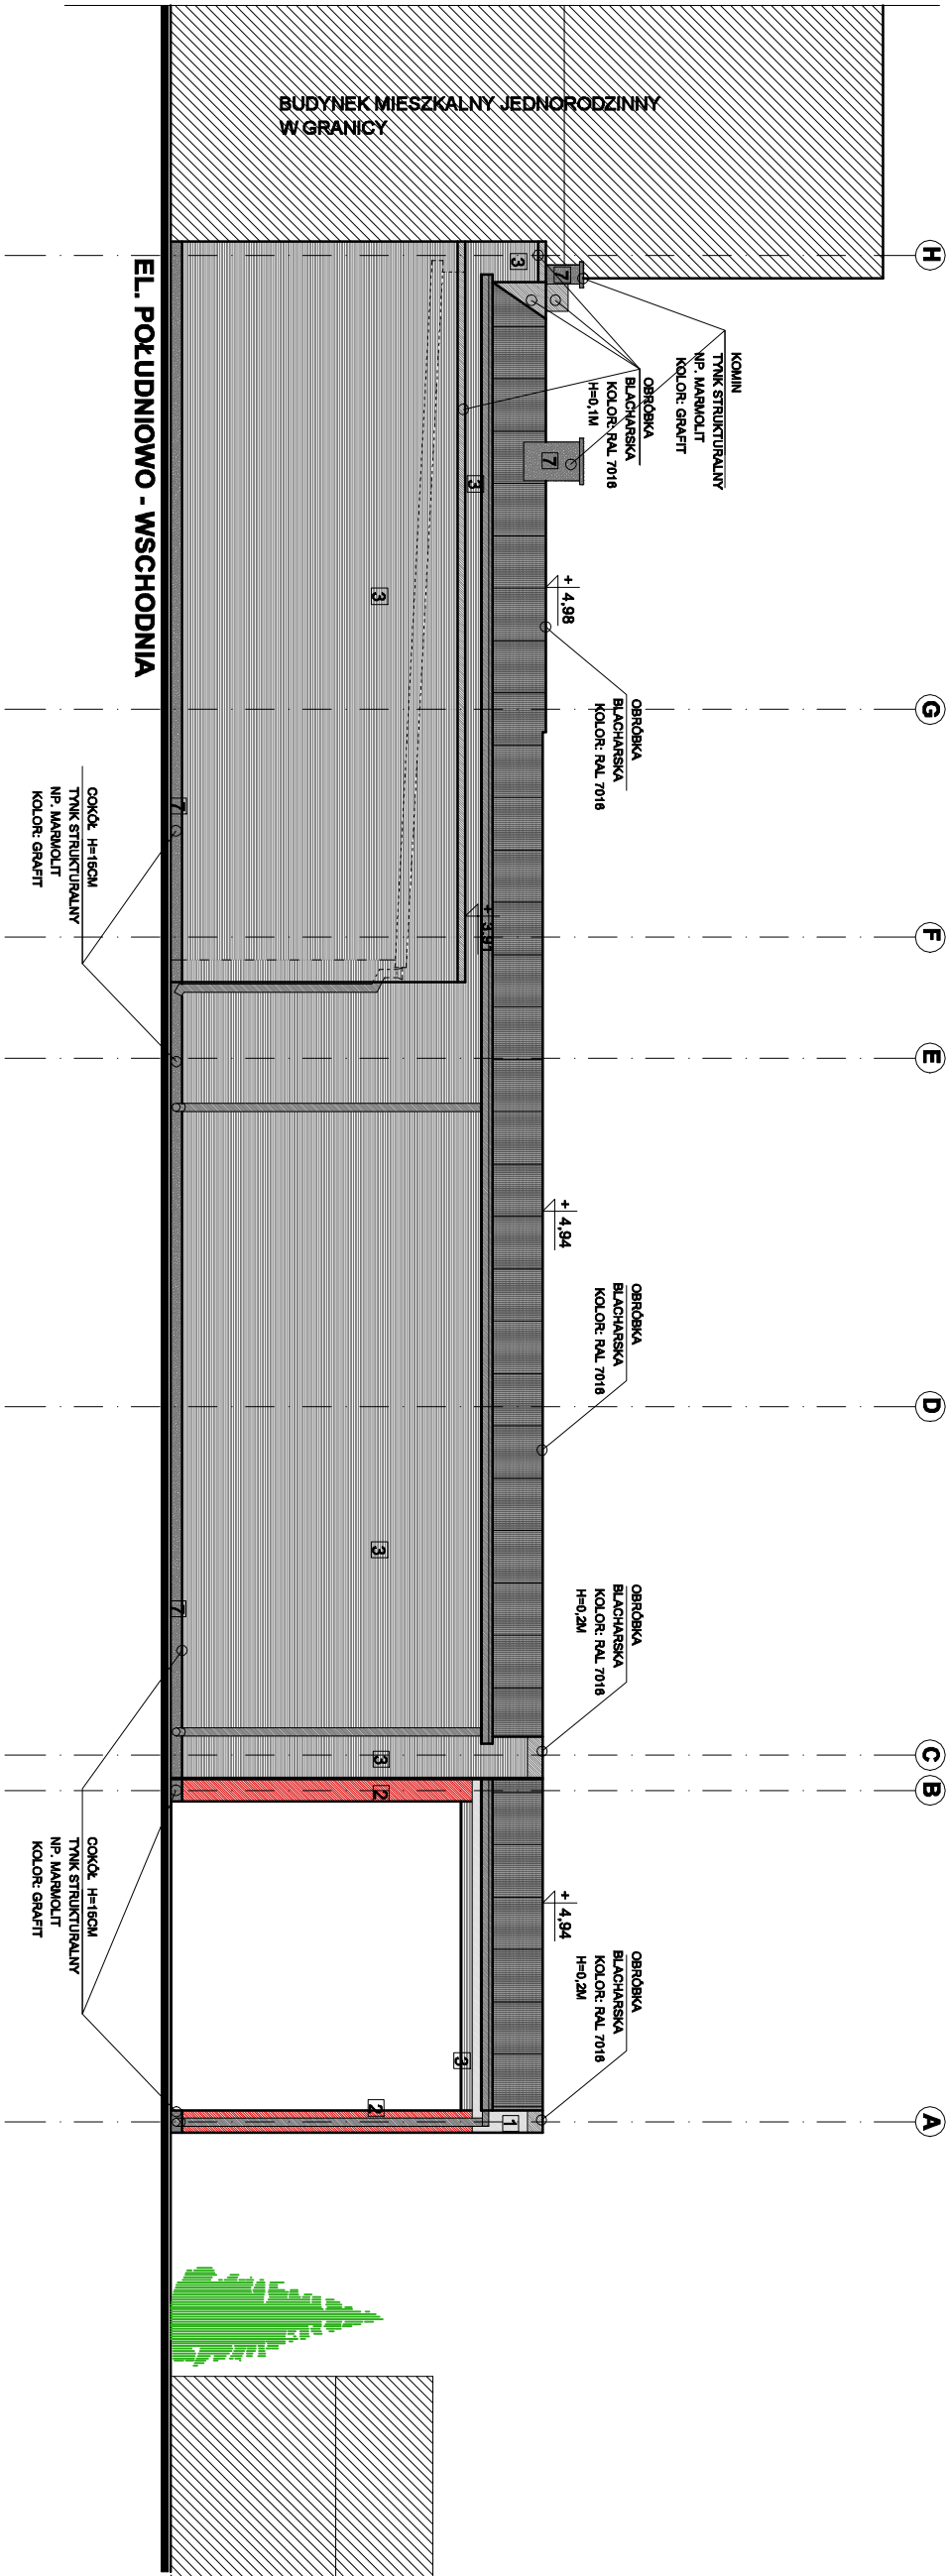 H
G
F
E
D
C
B
A
BUDYNEK MIESZKALNY JEDNORODZINNY
W GRANICY
KOMIN
TYNK STRUKTURALNY
NP. MARMOLIT
KOLOR: GRAFIT
OBRÓBKA
BLACHARSKA
KOLOR: RAL 7016
H=0,1M
OBRÓBKA
BLACHARSKA
KOLOR: RAL 7016
OBRÓBKA
BLACHARSKA
KOLOR: RAL 7016
OBRÓBKA
BLACHARSKA
KOLOR: RAL 7016
H=0,2M
OBRÓBKA
BLACHARSKA
KOLOR: RAL 7016
H=0,2M
+ 4,98
+ 4,94
+ 4,94
+ 3,91
3
7
7
3
3
3
3
2
3
2
1
7
7
EL. POŁUDNIOWO - WSCHODNIA
COKÓŁ H=15CM
TYNK STRUKTURALNY
NP. MARMOLIT
KOLOR: GRAFIT
COKÓŁ H=15CM
TYNK STRUKTURALNY
NP. MARMOLIT
KOLOR: GRAFIT